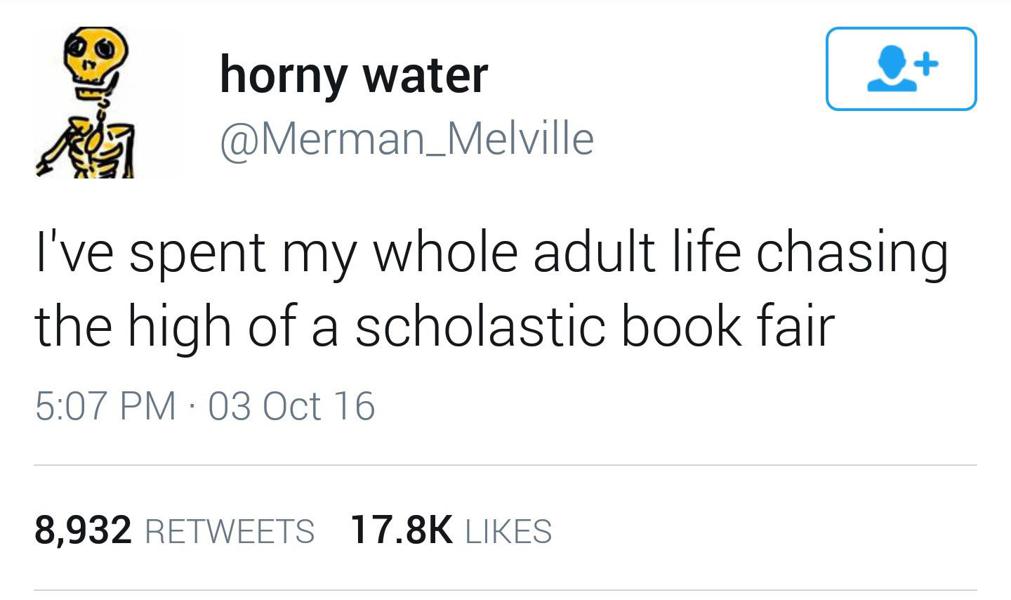 horny water
@Merman_Melville
I've spent my whole adult life chasing
the high of a scholastic book fair
5:07 PM · 03 Oct 16
8,932 RETWEETS 17.8K LIKES